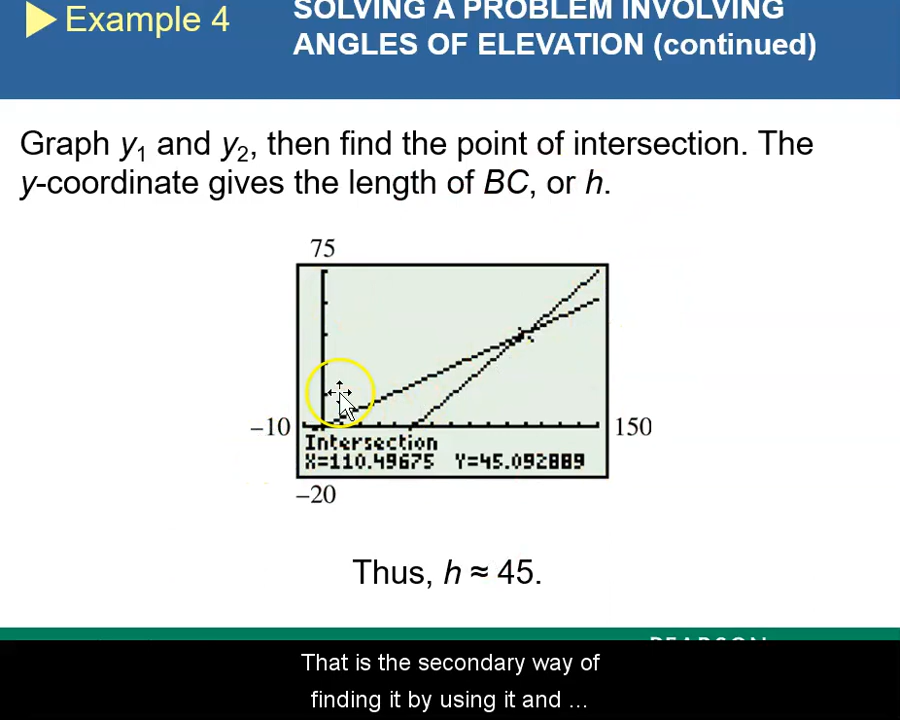 Example 4
SOLVING A PROBLEM INVOLVING
ANGLES OF ELEVATION (continued)
Graph y₁ and y₂, then find the point of intersection. The
y-coordinate gives the length of BC, or h.
75
−10
150
Intersection
X=110.49675 Y=45.092889
−20
Thus, h ≈ 45.
PEARSON
That is the secondary way of
finding it by using it and ...